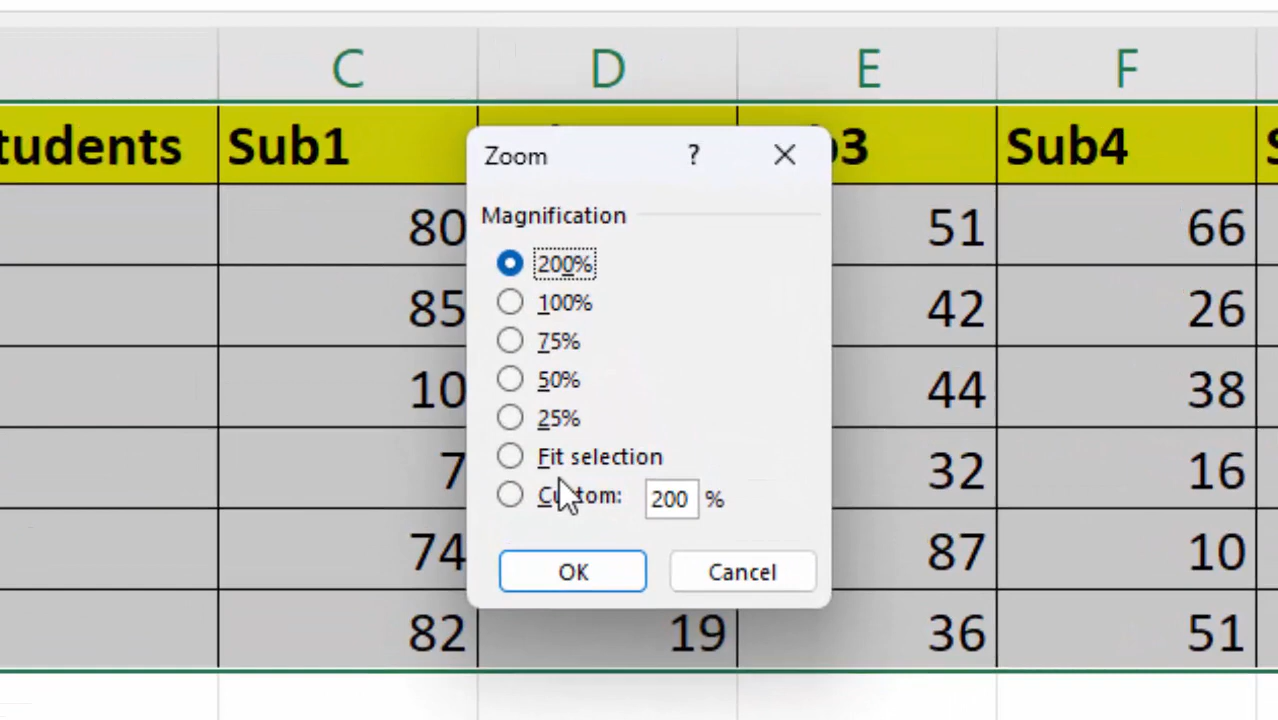 C D E F
tudents Sub1 b3 Sub4 S
Zoom ? 
Magnification
80 51 66
200%
100%
85 42 26
75%
50%
10 44 38
25%
Fit selection
7 32 16
Custom: 200 %
74 87 10
OK Cancel
82 19 36 51